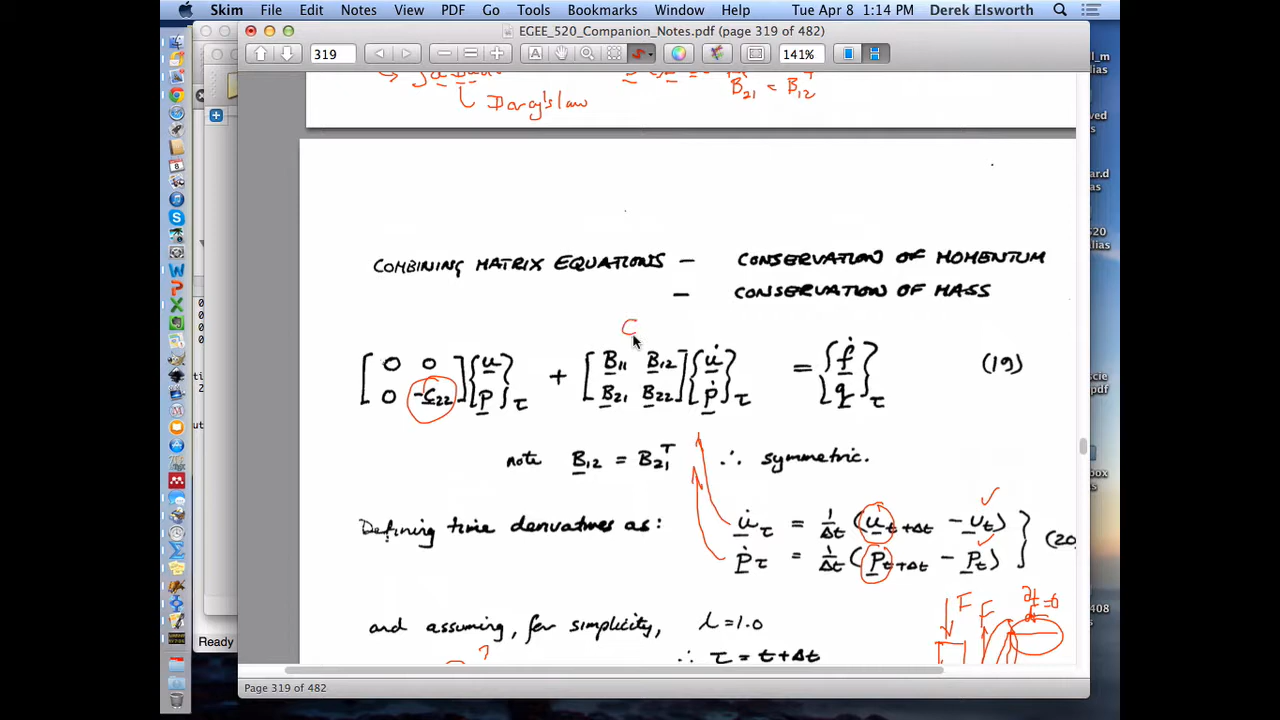 Skim File Edit Notes View PDF Go Tools Bookmarks Window Help Tue Apr 8 1:14 PM Derek Elsworth
EGEE_520_Companion_Notes.pdf (page 319 of 482)
319 141%
Darcy's law
B21 = B12
COMBINING MATRIX EQUATIONS – CONSERVATION OF MOMENTUM
– CONSERVATION OF MASS
C
[0 0; 0 -C22] {u; p}τ + [B11 B12; B21 B22] {u̇; ṗ}τ = {ḟ; q}τ (19)
note B12 = B21^T ∴ symmetric.
Defining time derivatives as:
u̇τ = 1/Δt (ut+Δt – ut)
ṗτ = 1/Δt (pt+Δt – pt) } (20
F F
and assuming, for simplicity, l = 1.0
∴ τ = t+Δt
Ready
408
Page 319 of 482